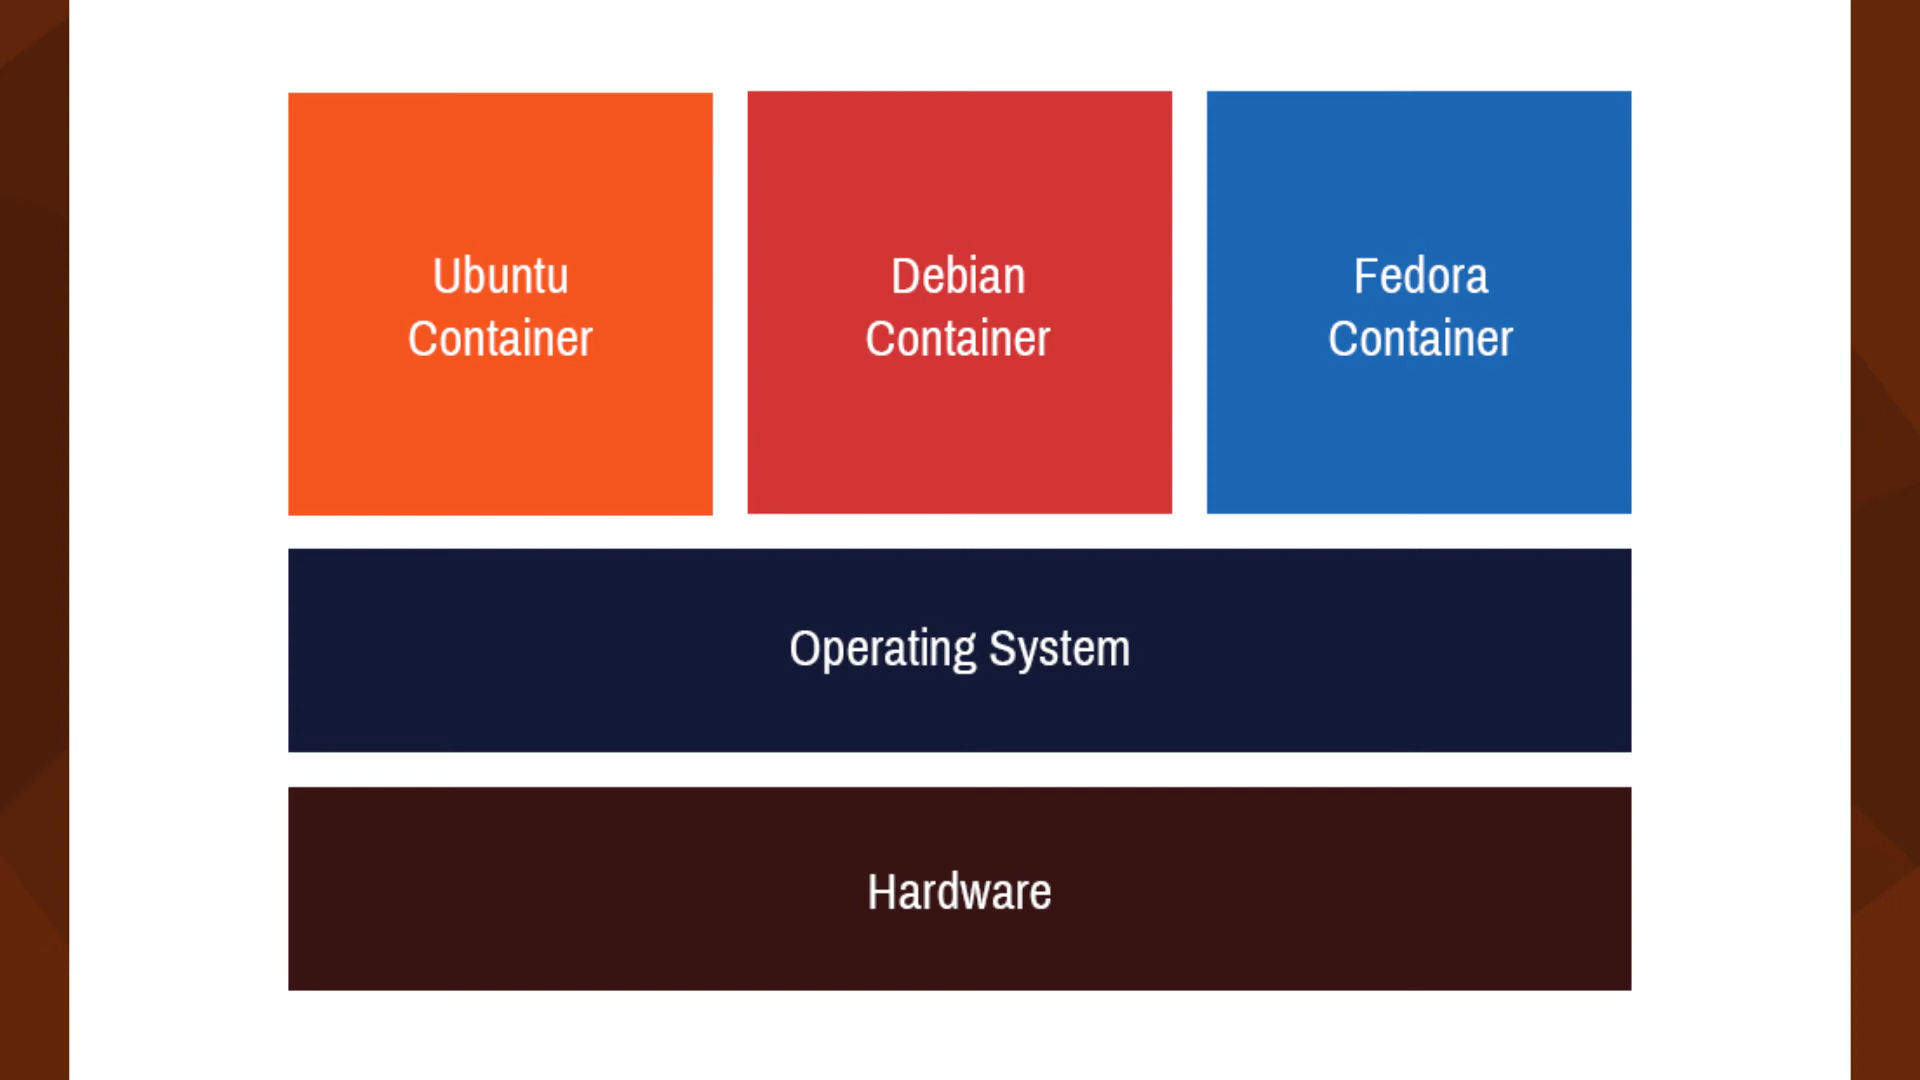 Ubuntu
Container
Debian
Container
Fedora
Container
Operating System
Hardware